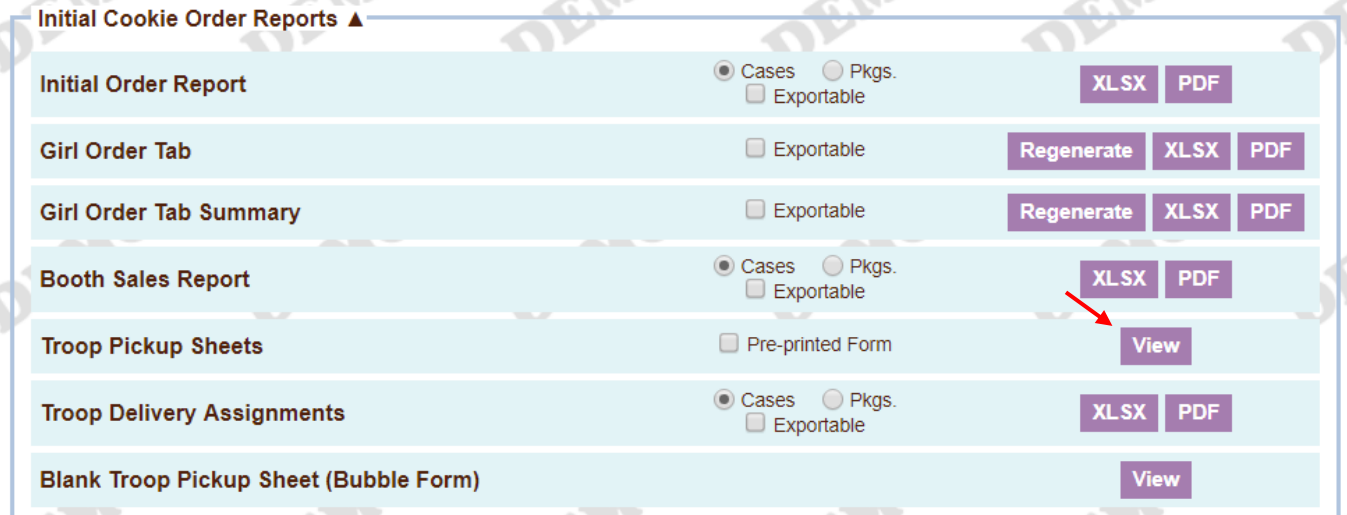 Initial Cookie Order Reports ▲
Initial Order Report
Cases Pkgs.
Exportable
XLSX PDF
Girl Order Tab
Exportable
Regenerate XLSX PDF
Girl Order Tab Summary
Exportable
Regenerate XLSX PDF
Booth Sales Report
Cases Pkgs.
Exportable
XLSX PDF
Troop Pickup Sheets
Pre-printed Form
View
Troop Delivery Assignments
Cases Pkgs.
Exportable
XLSX PDF
Blank Troop Pickup Sheet (Bubble Form)
View